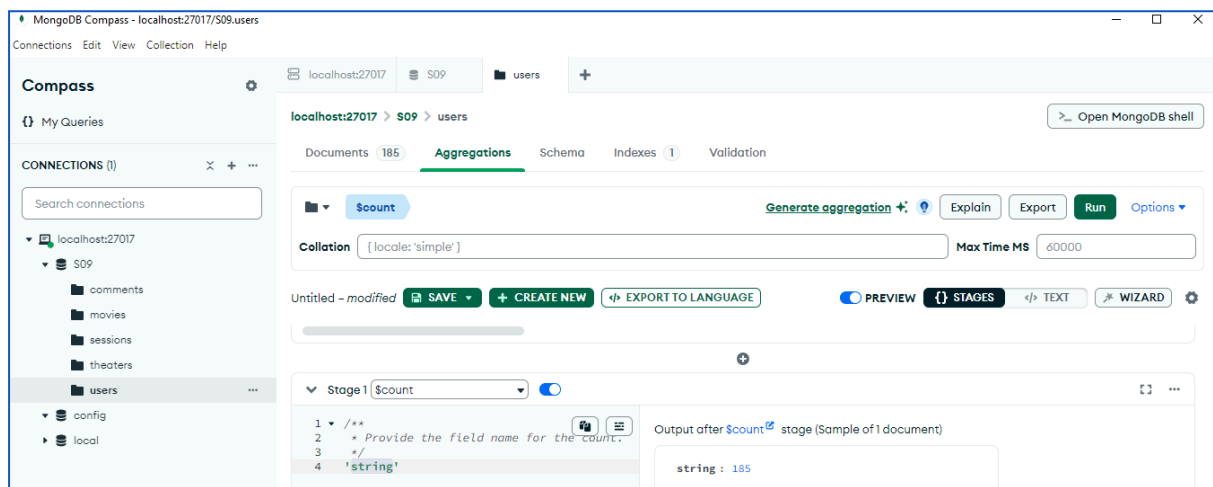 MongoDB Compass - localhost:27017/S09.users
Connections Edit View Collection Help
Compass
{} My Queries
CONNECTIONS (1)
Search connections
localhost:27017
S09
comments
movies
sessions
theaters
users
config
local
localhost:27017 S09 users
localhost:27017 > S09 > users
>_ Open MongoDB shell
Documents 185 Aggregations Schema Indexes 1 Validation
$count
Generate aggregation Explain Export Run Options
Collation { locale: 'simple' } Max Time MS 60000
Untitled – modified SAVE + CREATE NEW </> EXPORT TO LANGUAGE PREVIEW {} STAGES </> TEXT WIZARD
Stage 1 $count
1 /**
2 * Provide the field name for the count.
3 */
4 'string'
Output after $count stage (Sample of 1 document)
string : 185